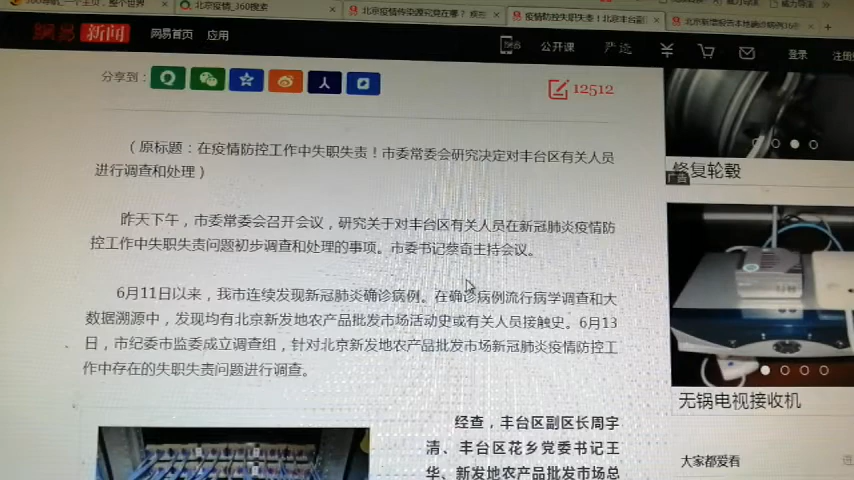 北京疫情_360搜索
网易 新闻
网易首页 应用
公开课
登录
分享到：
12512
（原标题：在疫情防控工作中失职失责！市委常委会研究决定对丰台区有关人员
进行调查和处理）
昨天下午，市委常委会召开会议，研究关于对丰台区有关人员在新冠肺炎疫情防
控工作中失职失责问题初步调查和处理的事项。市委书记蔡奇主持会议。
6月11日以来，我市连续发现新冠肺炎确诊病例。在确诊病例流行病学调查和大
数据溯源中，发现均有北京新发地农产品批发市场活动史或有关人员接触史。6月13
日，市纪委市监委成立调查组，针对北京新发地农产品批发市场新冠肺炎疫情防控工
作中存在的失职失责问题进行调查。
经查，丰台区副区长周宇
清、丰台区花乡党委书记王
华、新发地农产品批发市场总
修复轮毂
广告
无锅电视接收机
大家都爱看